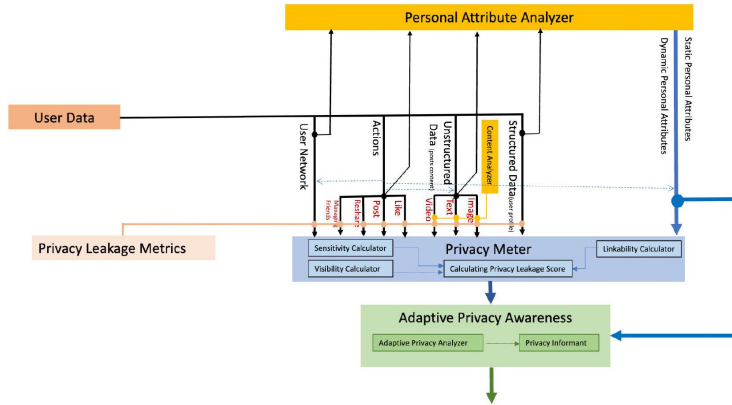 Personal Attribute Analyzer
Static Personal Attributes
Dynamic Personal Attributes
User Data
User Network
Actions
Unstructured
Data (posts content)
Content Analyzer
Structured Data (user profile)
Friends
Reshare
Post
Like
Video
Text
Image
Privacy Leakage Metrics
Privacy Meter
Sensitivity Calculator
Linkability Calculator
Visibility Calculator
Calculating Privacy Leakage Score
Adaptive Privacy Awareness
Adaptive Privacy Analyzer
Privacy Informant